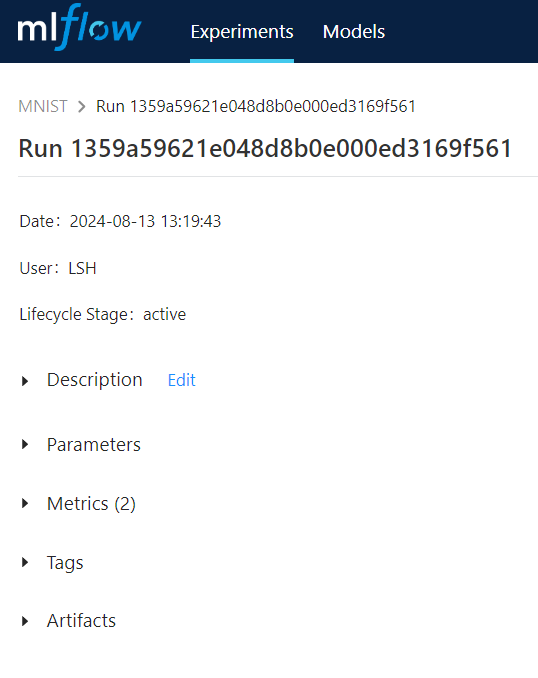 mlflow Experiments Models
MNIST > Run 1359a59621e048d8b0e000ed3169f561
Run 1359a59621e048d8b0e000ed3169f561
Date: 2024-08-13 13:19:43
User: LSH
Lifecycle Stage: active
Description Edit
Parameters
Metrics (2)
Tags
Artifacts